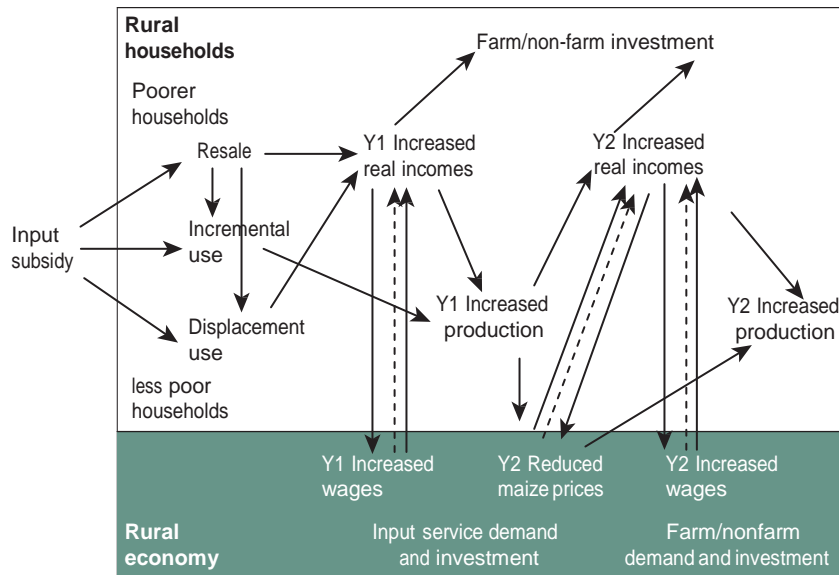 Rural
households
Farm/non-farm investment
Poorer
households
Resale
Y1 Increased
real incomes
Y2 Increased
real incomes
Input
subsidy
Incremental
use
Y1 Increased
production
Y2 Increased
production
Displacement
use
less poor
households
Y1 Increased
wages
Y2 Reduced
maize prices
Y2 Increased
wages
Rural
economy
Input service demand
and investment
Farm/nonfarm
demand and investment